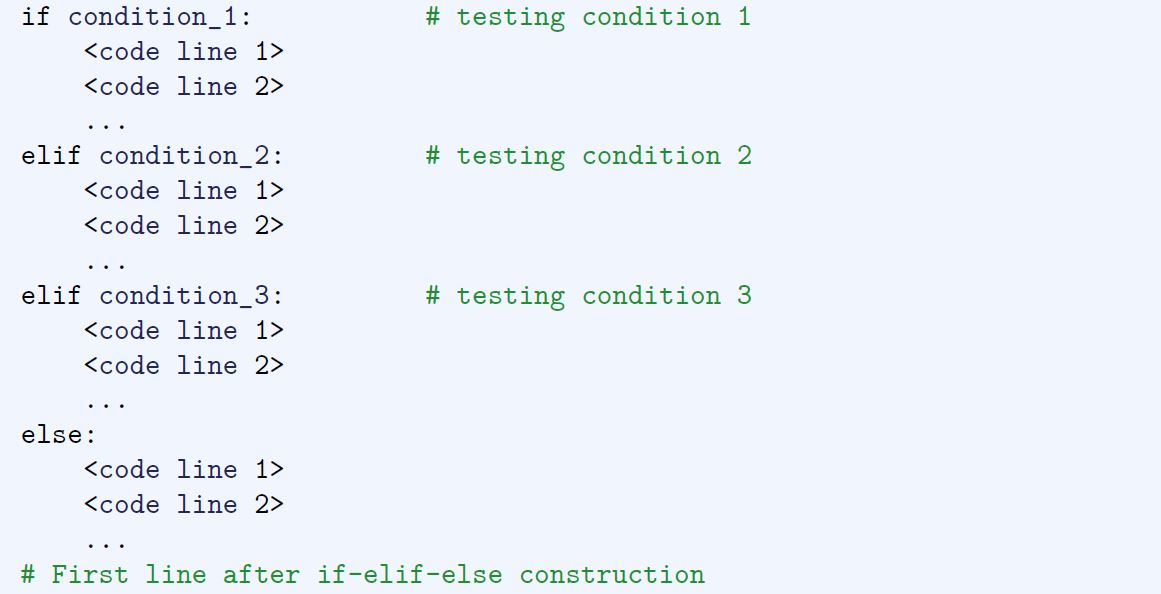 if condition_1:           # testing condition 1
    <code line 1>
    <code line 2>
    ...
elif condition_2:         # testing condition 2
    <code line 1>
    <code line 2>
    ...
elif condition_3:         # testing condition 3
    <code line 1>
    <code line 2>
    ...
else:
    <code line 1>
    <code line 2>
    ...
# First line after if-elif-else construction